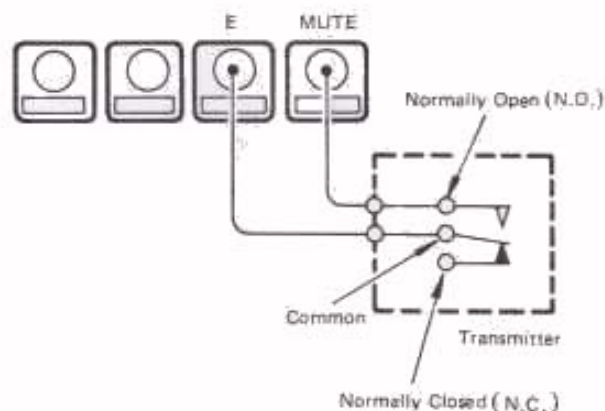 E MUTE
Normally Open (N.O.)
Common
Transmitter
Normally Closed (N.C.)